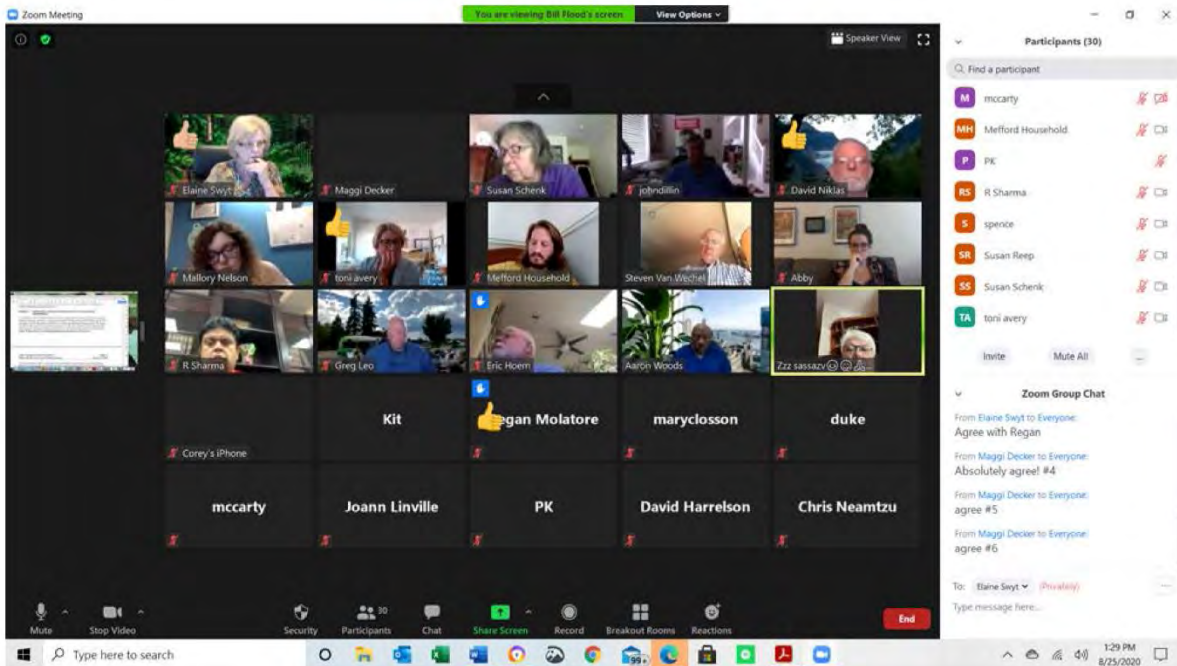 Zoom Meeting
You are viewing Bill Flood's screen
View Options
Speaker View
Participants (30)
Find a participant
M mccarty
MH Mefford Household
P PK
RS R Sharma
S spence
SR Susan Reep
SS Susan Schenk
TA toni avery
Invite Mute All ...
Elaine Swyt
Maggi Decker
Susan Schenk
johndillin
David Niklas
Mallory Nelson
toni avery
Mefford Household
Steven Van Wechel
Abby
R Sharma
Greg Leo
Eric Hoem
Aaron Woods
Zzz sassazv
Corey's iPhone
Kit
egan Molatore
maryclosson
duke
mccarty
Joann Linville
PK
David Harrelson
Chris Neamtzu
Zoom Group Chat
From Elaine Swyt to Everyone:
Agree with Regan
From Maggi Decker to Everyone:
Absolutely agree! #4
From Maggi Decker to Everyone:
agree #5
From Maggi Decker to Everyone:
agree #6
To: Elaine Swyt (Privately)
Type message here...
Mute
Stop Video
Security
Participants 30
Chat
Share Screen
Record
Breakout Rooms
Reactions
End
Type here to search
99+
1:29 PM
8/25/2020